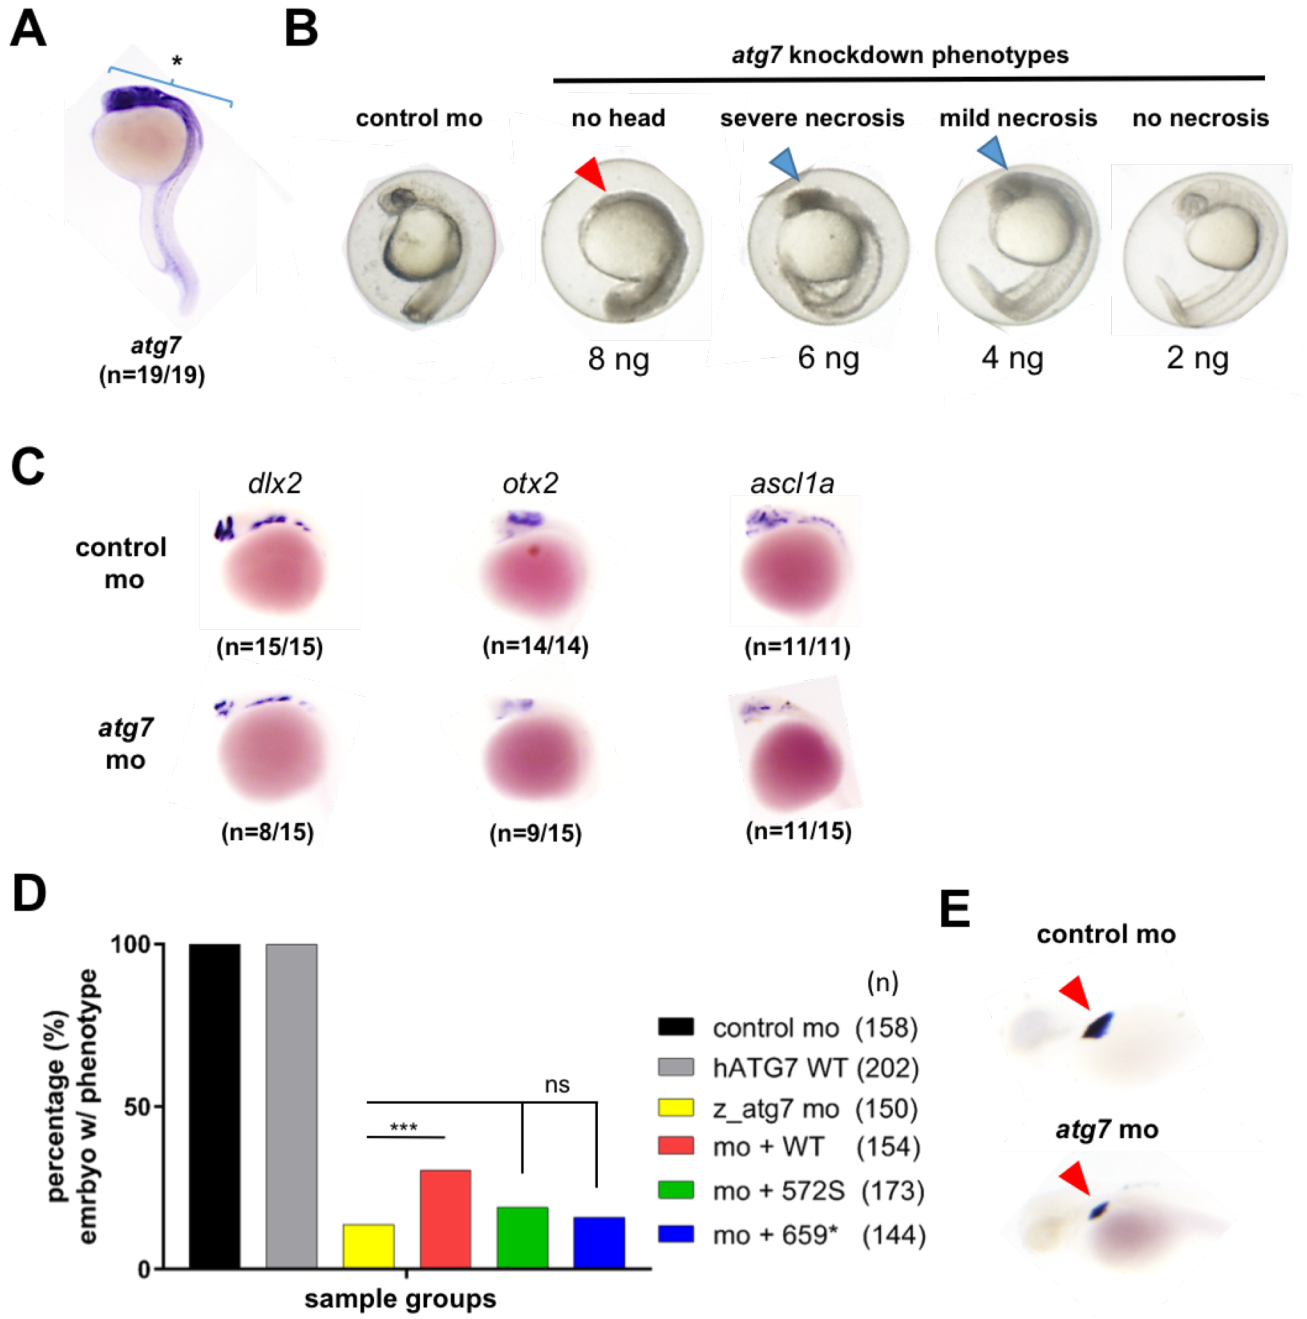 A
*
atg7
(n=19/19)
B
atg7 knockdown phenotypes
control mo
no head
severe necrosis
mild necrosis
no necrosis
8 ng
6 ng
4 ng
2 ng
C
dlx2
otx2
ascl1a
control
mo
(n=15/15)
(n=14/14)
(n=11/11)
atg7
mo
(n=8/15)
(n=9/15)
(n=11/15)
D
percentage (%)
emrbyo w/ phenotype
100
50
0
***
ns
sample groups
(n)
control mo (158)
hATG7 WT (202)
z_atg7 mo (150)
mo + WT (154)
mo + 572S (173)
mo + 659* (144)
E
control mo
atg7 mo